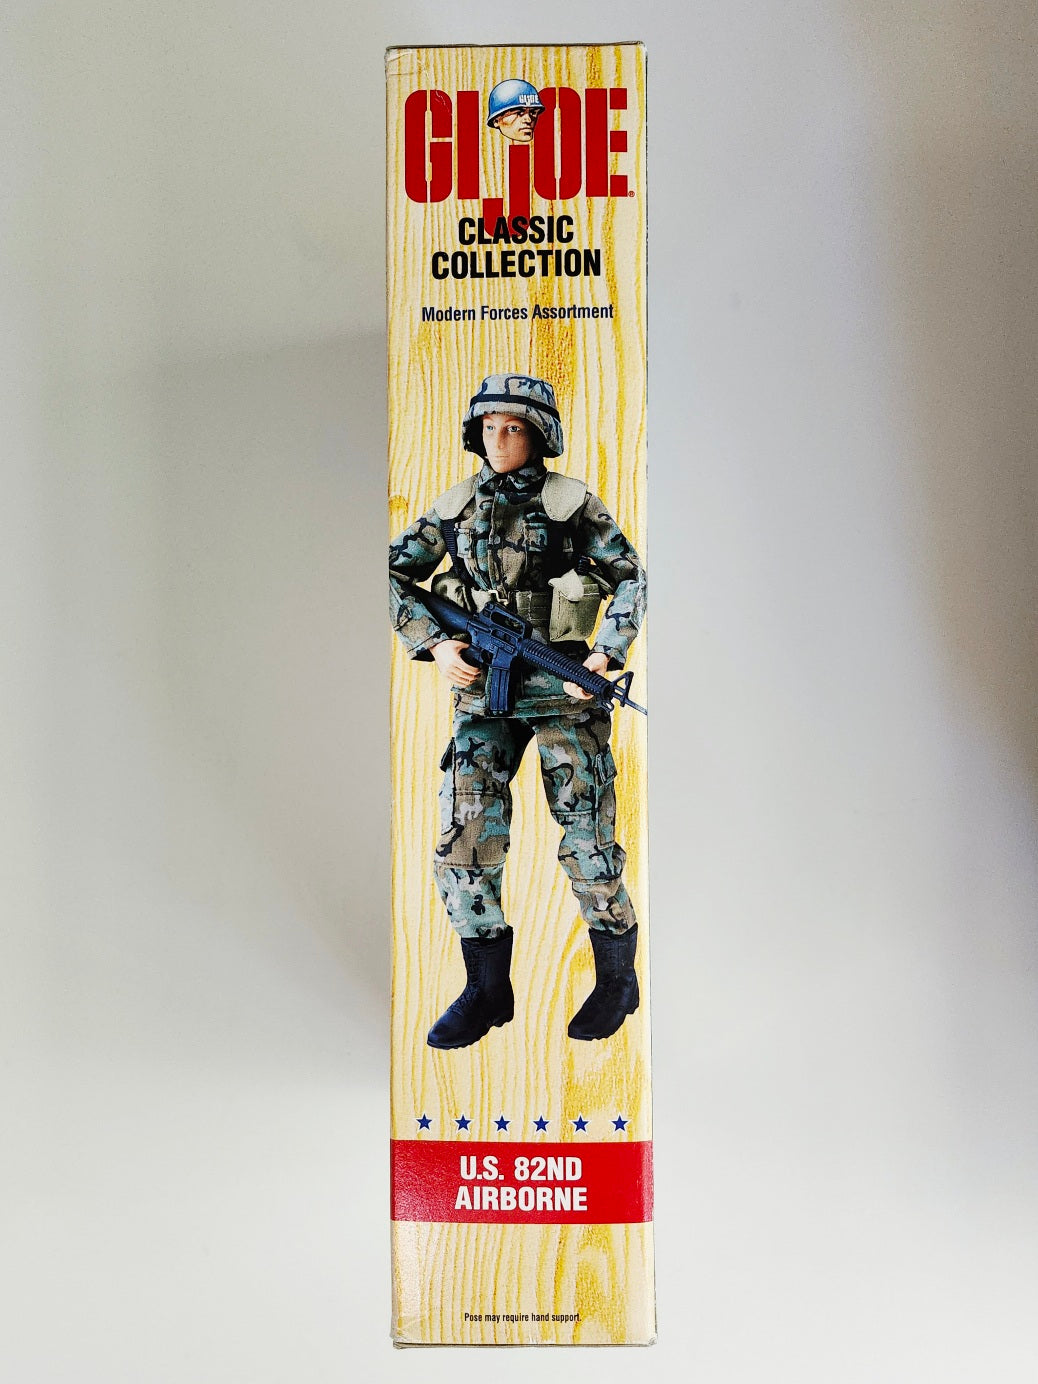 GI JOE®
CLASSIC
COLLECTION
Modern Forces Assortment
U.S. 82ND
AIRBORNE
Pose may require hand support.